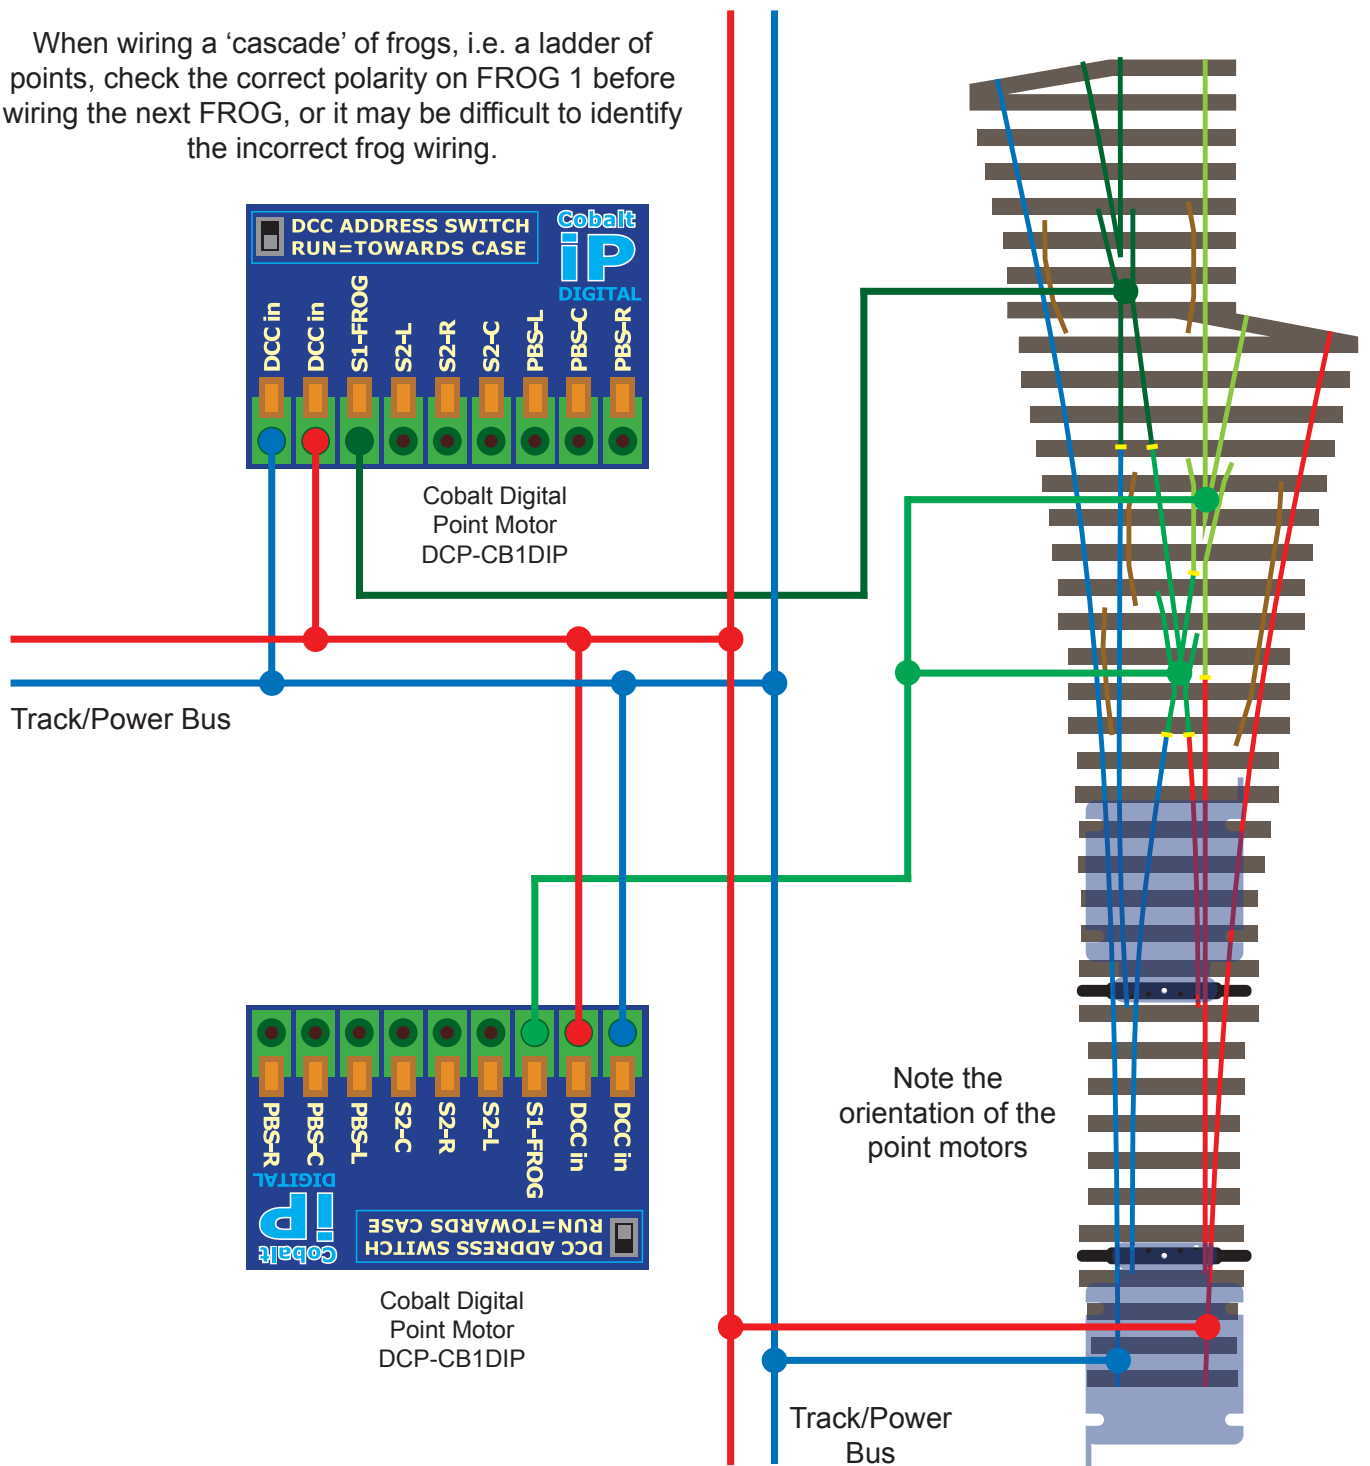 When wiring a ‘cascade’ of frogs, i.e. a ladder of
points, check the correct polarity on FROG 1 before
wiring the next FROG, or it may be difficult to identify
the incorrect frog wiring.
DCC ADDRESS SWITCH
RUN=TOWARDS CASE
Cobalt
iP
DIGITAL
DCC in
DCC in
S1-FROG
S2-L
S2-R
S2-C
PBS-L
PBS-C
PBS-R
Cobalt Digital
Point Motor
DCP-CB1DIP
Track/Power Bus
PBS-R
PBS-C
PBS-L
S2-C
S2-R
S2-L
S1-FROG
DCC in
DCC in
DCC ADDRESS SWITCH
RUN=TOWARDS CASE
Cobalt
iP
DIGITAL
Cobalt Digital
Point Motor
DCP-CB1DIP
Note the
orientation of the
point motors
Track/Power
Bus